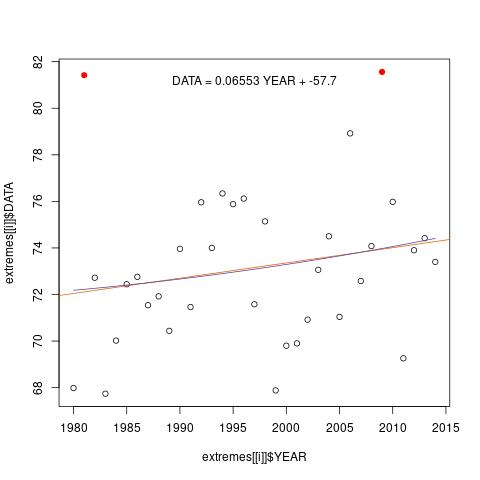 DATA = 0.06553 YEAR + -57.7
82
80
78
76
74
72
70
68
extremes[[i]]$DATA
1980 1985 1990 1995 2000 2005 2010 2015
extremes[[i]]$YEAR